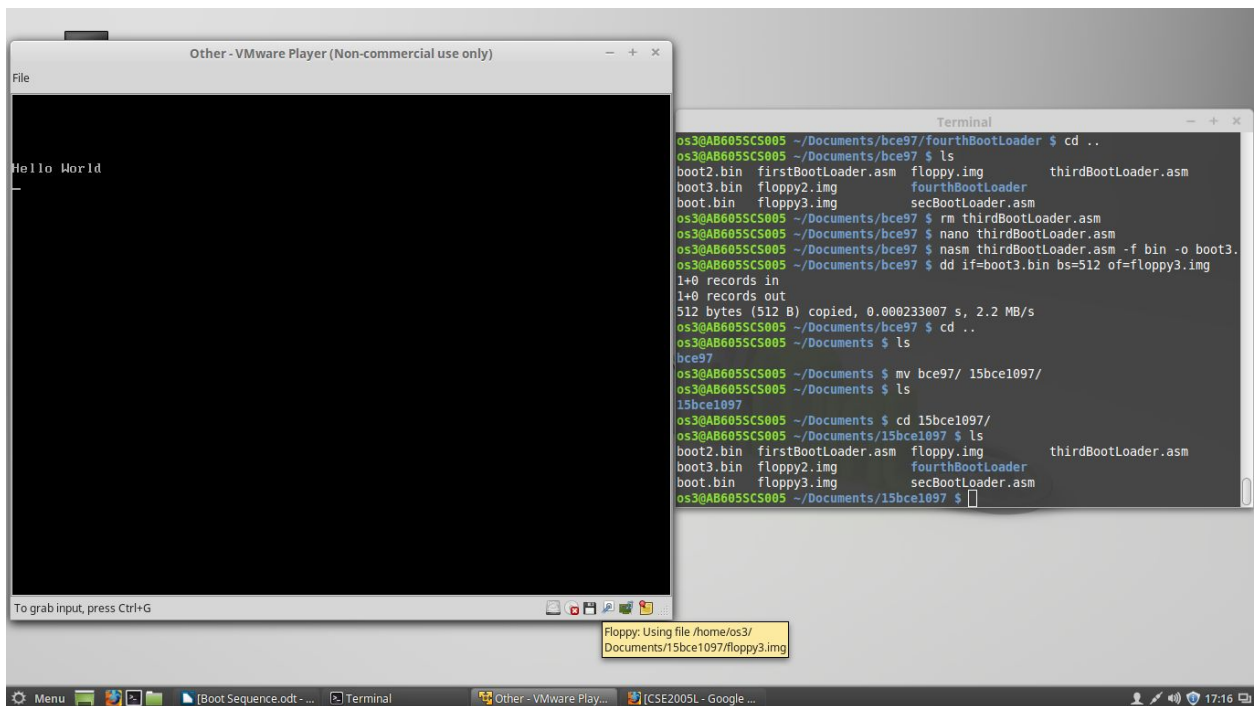 Other - VMware Player (Non-commercial use only)
File
Hello World
To grab input, press Ctrl+G
Floppy: Using file /home/os3/
Documents/15bce1097/floppy3.img
Terminal
os3@AB605SCS005 ~/Documents/bce97/fourthBootLoader $ cd ..
os3@AB605SCS005 ~/Documents/bce97 $ ls
boot2.bin firstBootLoader.asm floppy.img thirdBootLoader.asm
boot3.bin floppy2.img fourthBootLoader
boot.bin floppy3.img secBootLoader.asm
os3@AB605SCS005 ~/Documents/bce97 $ rm thirdBootLoader.asm
os3@AB605SCS005 ~/Documents/bce97 $ nano thirdBootLoader.asm
os3@AB605SCS005 ~/Documents/bce97 $ nasm thirdBootLoader.asm -f bin -o boot3.
os3@AB605SCS005 ~/Documents/bce97 $ dd if=boot3.bin bs=512 of=floppy3.img
1+0 records in
1+0 records out
512 bytes (512 B) copied, 0.000233007 s, 2.2 MB/s
os3@AB605SCS005 ~/Documents/bce97 $ cd ..
os3@AB605SCS005 ~/Documents $ ls
bce97
os3@AB605SCS005 ~/Documents $ mv bce97/ 15bce1097/
os3@AB605SCS005 ~/Documents $ ls
15bce1097
os3@AB605SCS005 ~/Documents $ cd 15bce1097/
os3@AB605SCS005 ~/Documents/15bce1097 $ ls
boot2.bin firstBootLoader.asm floppy.img thirdBootLoader.asm
boot3.bin floppy2.img fourthBootLoader
boot.bin floppy3.img secBootLoader.asm
os3@AB605SCS005 ~/Documents/15bce1097 $
Menu [Boot Sequence.odt - ... Terminal Other - VMware Play... [CSE2005L - Google ... 17:16